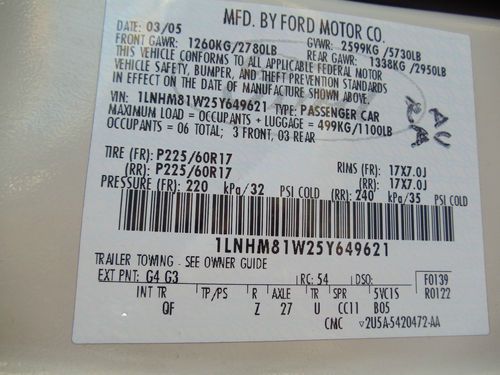 MFD. BY FORD MOTOR CO.
DATE: 03/05 GVWR: 2599KG/5730LB
FRONT GAWR: 1260KG/2780LB REAR GAWR: 1338KG/2950LB
THIS VEHICLE CONFORMS TO ALL APPLICABLE FEDERAL MOTOR
VEHICLE SAFETY, BUMPER, AND THEFT PREVENTION STANDARDS
IN EFFECT ON THE DATE OF MANUFACTURE SHOWN ABOVE.
VIN: 1LNHM81W25Y649621 TYPE: PASSENGER CAR
MAXIMUM LOAD = OCCUPANTS + LUGGAGE = 499KG/1100LB
OCCUPANTS = 06 TOTAL; 3 FRONT, 03 REAR
TIRE (FR): P225/60R17 RIMS (FR): 17X7.0J
(RR): P225/60R17 (RR): 17X7.0J
PRESSURE (FR): 220 kPa/32 PSI COLD (RR): 240 kPa/35 PSI COLD
1LNHM81W25Y649621
TRAILER TOWING - SEE OWNER GUIDE
EXT PNT: G4 G3 RC: 54 DSO: F0139
INT TR TP/PS R AXLE TR SPR 5YC15 R0122
QF Z 27 U CC11 B05
CMC 2U5A-5420472-AA